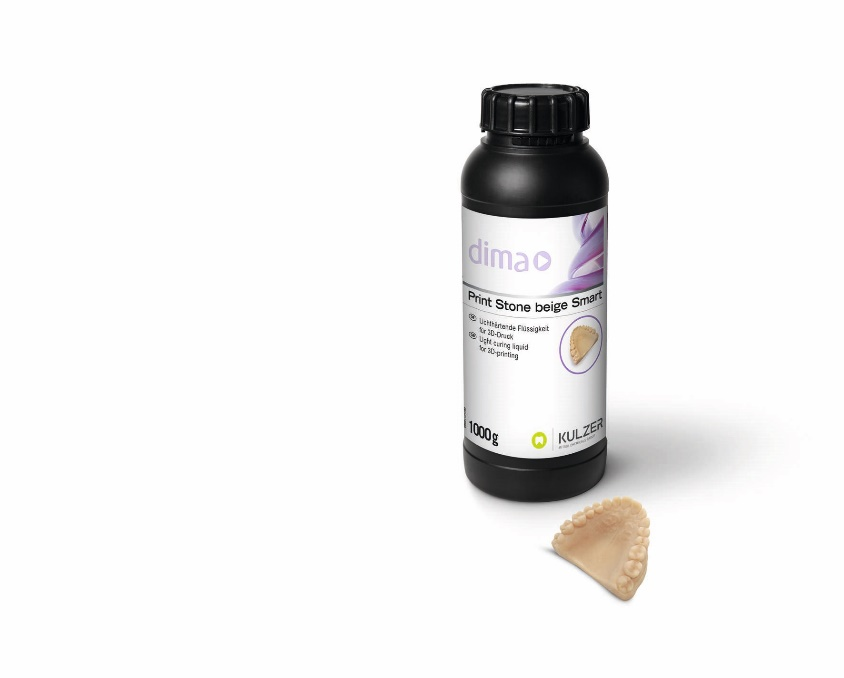 dima
Print Stone beige Smart
Lichthärtende Flüssigkeit
für 3D-Druck
Light curing liquid
for 3D-printing
1000g
KULZER